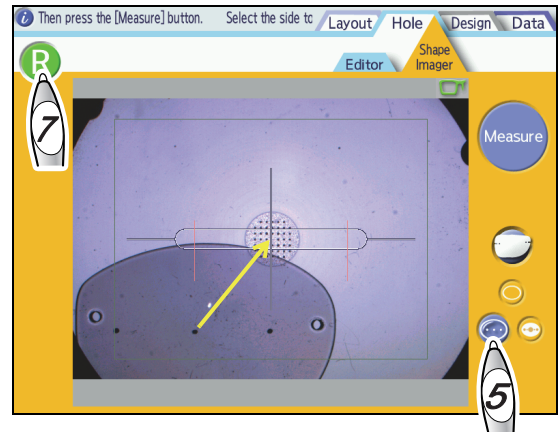 Then press the [Measure] button. Select the side to
Layout Hole Design Data
Editor
Shape
Imager
R
7
Measure
5